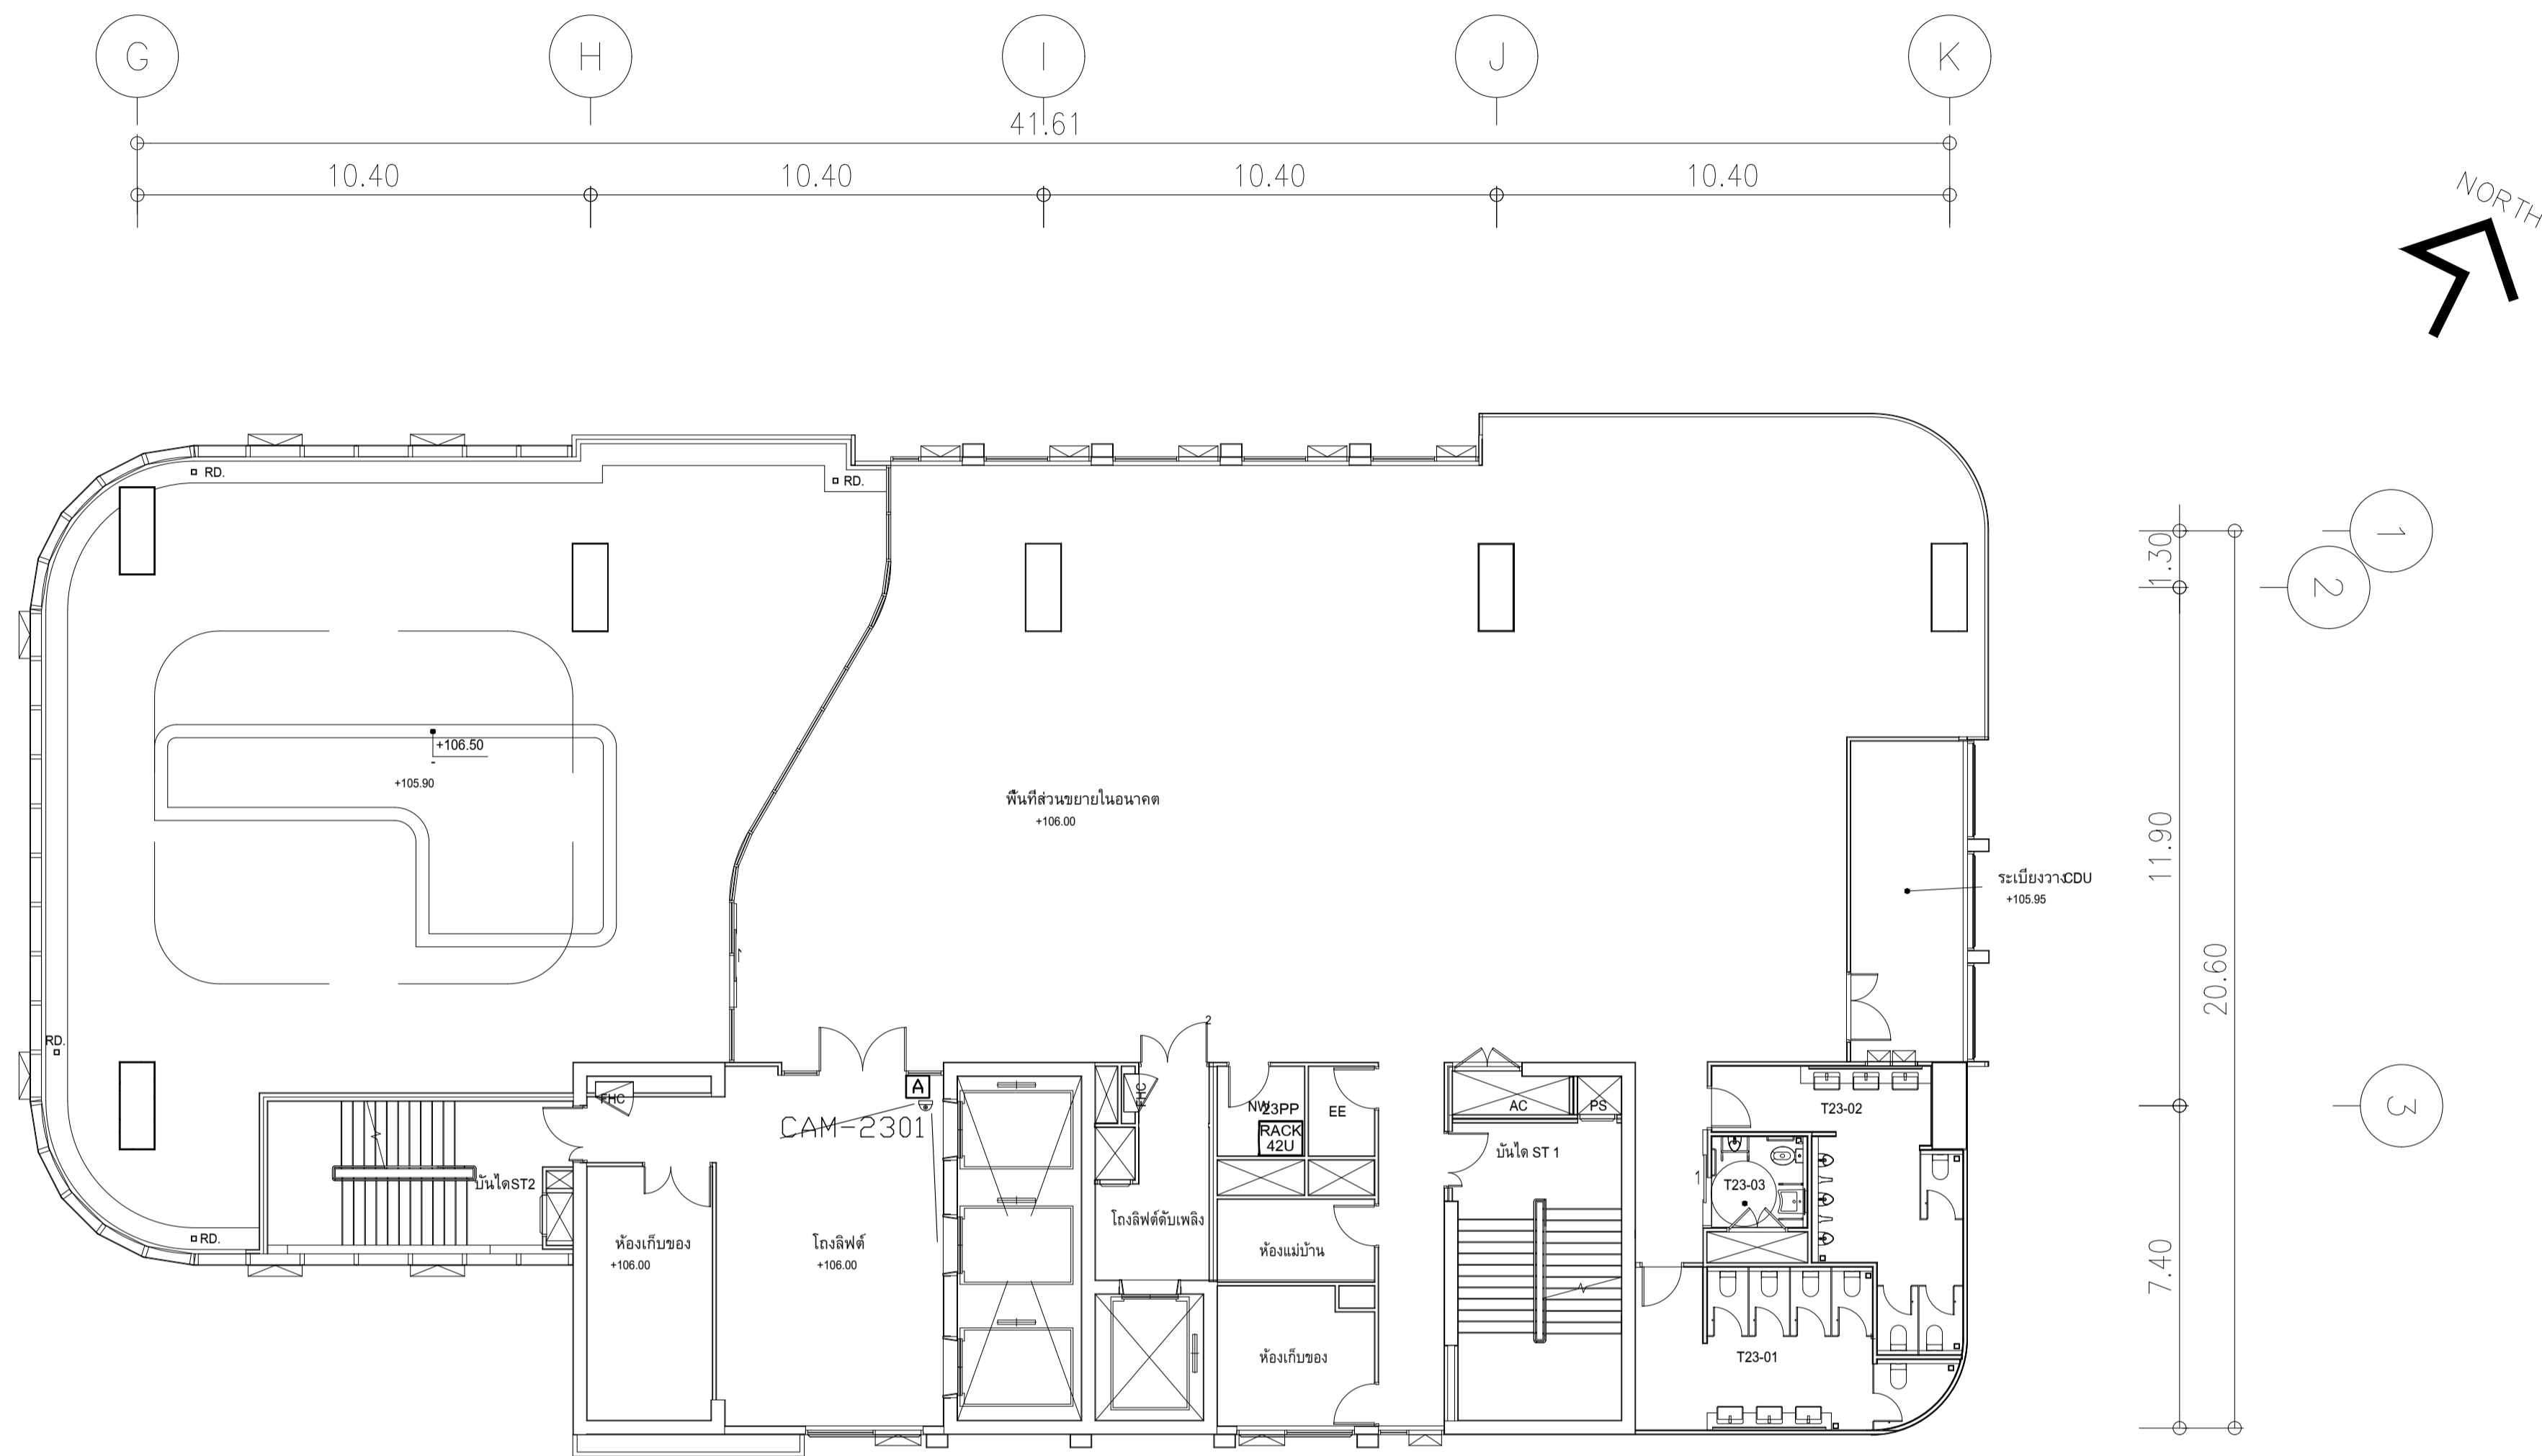 G
H
I
J
K
41.61
10.40
10.40
10.40
10.40
NORTH
RD.
RD.
1
1.30
2
+106.50
+105.90
พื้นที่ส่วนขยายในอนาคต
+106.00
11.90
ระเบียงวางCDU
+105.95
20.60
1
2
RD.
FHC
A
CAM-2301
FHC
NW
23PP
RACK
42U
EE
AC
PS
T23-02
3
บันไดST2
บันได ST 1
1
T23-03
RD.
ห้องเก็บของ
+106.00
โถงลิฟต์
+106.00
โถงลิฟต์ดับเพลิง
ห้องแม่บ้าน
7.40
ห้องเก็บของ
T23-01